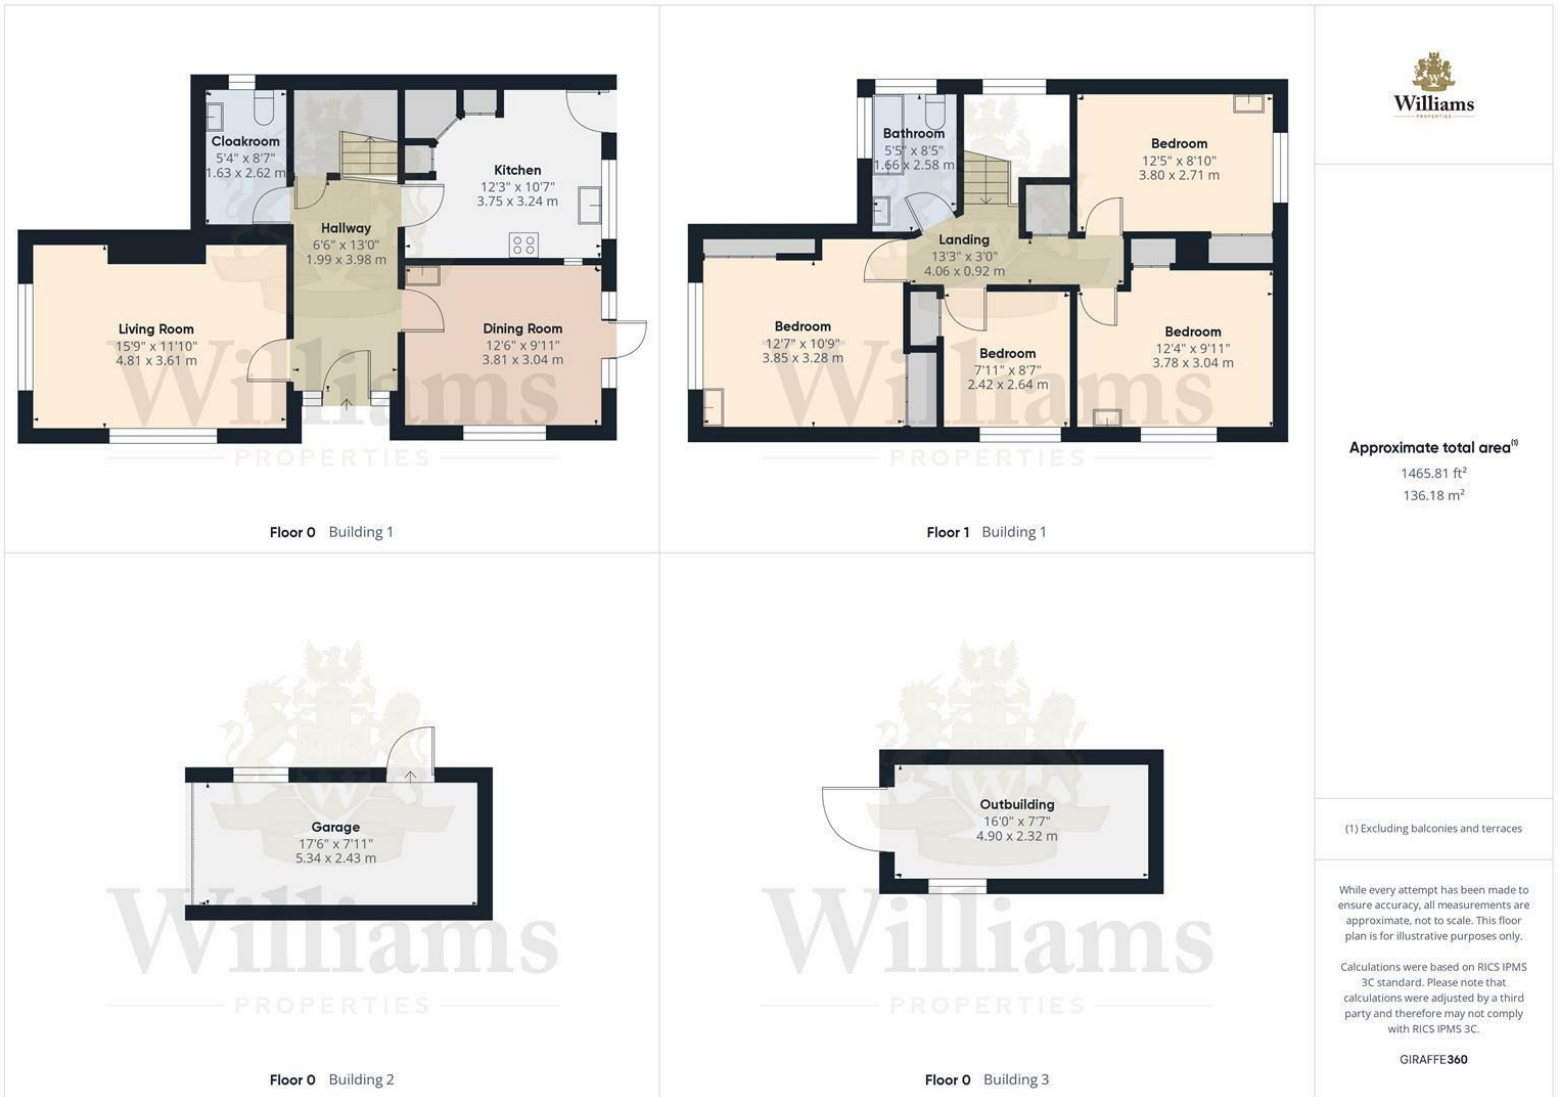 Cloakroom
5'4" x 8'7"
1.63 x 2.62 m
Kitchen
12'3" x 10'7"
3.75 x 3.24 m
Hallway
6'6" x 13'0"
1.99 x 3.98 m
Living Room
15'9" x 11'10"
4.81 x 3.61 m
Dining Room
12'6" x 9'11"
3.81 x 3.04 m
Williams
PROPERTIES
Floor 0 Building 1
Bathroom
5'5" x 8'5"
1.66 x 2.58 m
Bedroom
12'5" x 8'10"
3.80 x 2.71 m
Landing
13'3" x 3'0"
4.06 x 0.92 m
Bedroom
12'7" x 10'9"
3.85 x 3.28 m
Bedroom
7'11" x 8'7"
2.42 x 2.64 m
Bedroom
12'4" x 9'11"
3.78 x 3.04 m
Williams
PROPERTIES
Floor 1 Building 1
Garage
17'6" x 7'11"
5.34 x 2.43 m
Williams
PROPERTIES
Floor 0 Building 2
Outbuilding
16'0" x 7'7"
4.90 x 2.32 m
Williams
PROPERTIES
Floor 0 Building 3
Williams
PROPERTIES
Approximate total area(1)
1465.81 ft²
136.18 m²
(1) Excluding balconies and terraces
While every attempt has been made to
ensure accuracy, all measurements are
approximate, not to scale. This floor
plan is for illustrative purposes only.
Calculations were based on RICS IPMS
3C standard. Please note that
calculations were adjusted by a third
party and therefore may not comply
with RICS IPMS 3C.
GIRAFFE360